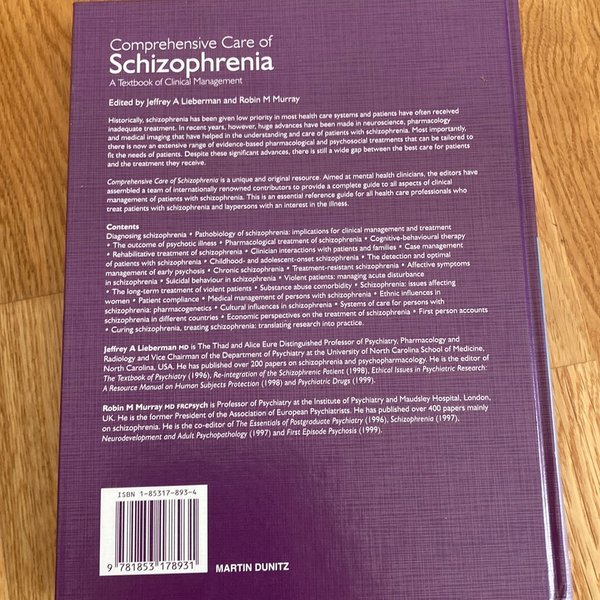 Comprehensive Care of
Schizophrenia
A Textbook of Clinical Management
Edited by Jeffrey A Lieberman and Robin M Murray
Historically, schizophrenia has been given low priority in most health care systems and patients have often received
inadequate treatment. In recent years, however, huge advances have been made in neuroscience, pharmacology
and medical imaging that have helped in the understanding and care of patients with schizophrenia. Most importantly,
there is now an extensive range of evidence-based pharmacological and psychosocial treatments that can be tailored to
fit the needs of patients. Despite these significant advances, there is still a wide gap between the best care for patients
and the treatment they receive.
Comprehensive Care of Schizophrenia is a unique and original resource. Aimed at mental health clinicians, the editors have
assembled a team of internationally renowned contributors to provide a complete guide to all aspects of clinical
management of patients with schizophrenia. This is an essential reference guide for all health care professionals who
treat patients with schizophrenia and laypersons with an interest in the illness.
Contents
Diagnosing schizophrenia • Pathobiology of schizophrenia: implications for clinical management and treatment
• The outcome of psychotic illness • Pharmacological treatment of schizophrenia • Cognitive-behavioural therapy
• Rehabilitative treatment of schizophrenia • Clinician interactions with patients and families • Case management
of patients with schizophrenia • Childhood- and adolescent-onset schizophrenia • The detection and optimal
management of early psychosis • Chronic schizophrenia • Treatment-resistant schizophrenia • Affective symptoms
in schizophrenia • Suicidal behaviour in schizophrenia • Violent patients: managing acute disturbance
• The long-term treatment of violent patients • Substance abuse comorbidity • Schizophrenia: issues affecting
women • Patient compliance • Medical management of persons with schizophrenia • Ethnic influences in
schizophrenia: pharmacogenetics • Cultural influences in schizophrenia • Systems of care for persons with
schizophrenia in different countries • Economic perspectives on the treatment of schizophrenia • First person accounts
• Curing schizophrenia, treating schizophrenia: translating research into practice.
Jeffrey A Lieberman MD is The Thad and Alice Eure Distinguished Professor of Psychiatry, Pharmacology and
Radiology and Vice Chairman of the Department of Psychiatry at the University of North Carolina School of Medicine,
North Carolina, USA. He has published over 200 papers on schizophrenia and psychopharmacology. He is the editor of
The Textbook of Psychiatry (1996), Re-integration of the Schizophrenic Patient (1998), Ethical Issues in Psychiatric Research:
A Resource Manual on Human Subjects Protection (1998) and Psychiatric Drugs (1999).
Robin M Murray MD FRCPsych is Professor of Psychiatry at the Institute of Psychiatry and Maudsley Hospital, London,
UK. He is the former President of the Association of European Psychiatrists. He has published over 400 papers mainly
on schizophrenia. He is the co-editor of The Essentials of Postgraduate Psychiatry (1996), Schizophrenia (1997),
Neurodevelopment and Adult Psychopathology (1997) and First Episode Psychosis (1999).
ISBN 1-85317-893-4
9 781853 178931
MARTIN DUNITZ